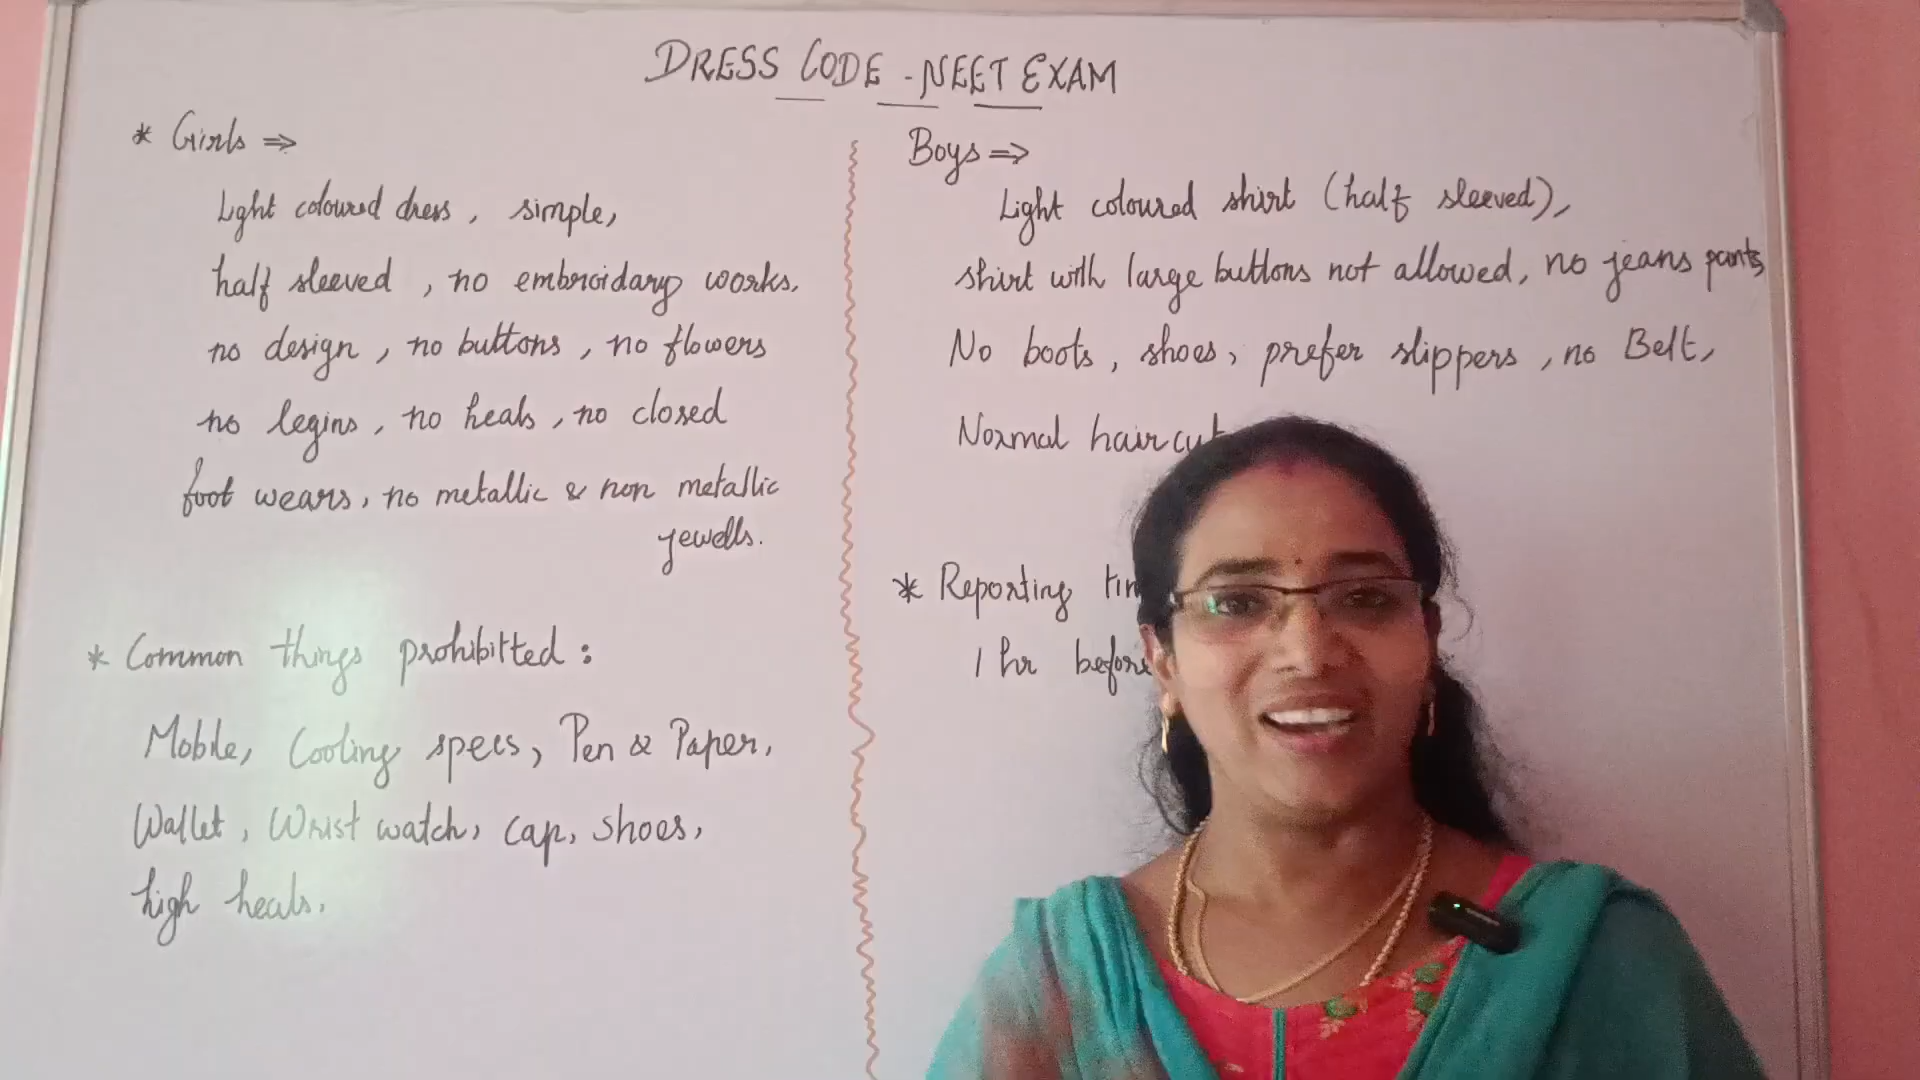 DRESS CODE - NEET EXAM
* Girls ⇒
Light coloured dress, simple,
half sleeved, no embroidary works.
no design, no buttons, no flowers
no legins, no heals, no closed
foot wears, no metallic & non metallic
jewells.
* Common things prohibitted :
Mobile, Cooling specs, Pen & Paper,
Wallet, Wrist watch, cap, shoes,
high heals.
Boys ⇒
Light coloured shirt (half sleeved),
shirt with large buttons not allowed, no jeans pants
No boots, shoes, prefer slippers, no Belt,
Normal hair cut
* Reporting
1 hr before